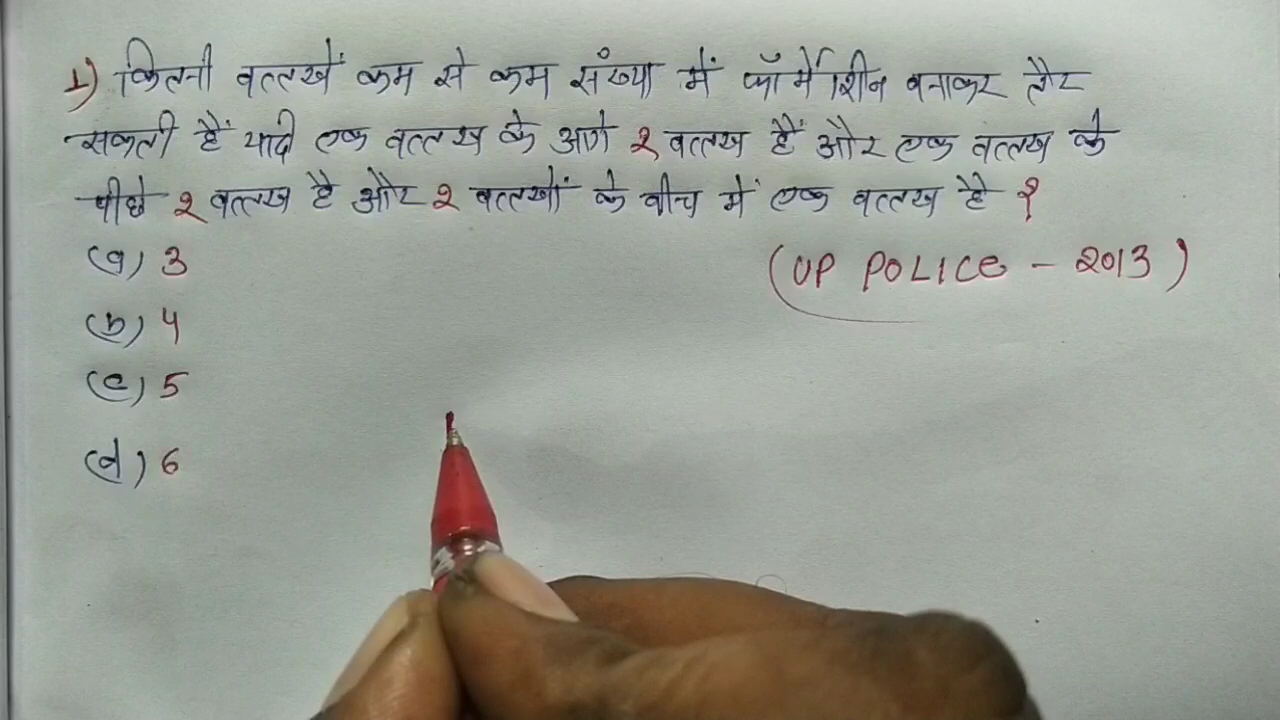 1) कितनी बत्तखें कम से कम संख्या में फॉर्मेशन बनाकर तैर
सकती हैं यदि एक बत्तख के आगे 2 बत्तख हैं और एक बत्तख के
पीछे 2 बत्तख है और 2 बत्तखों के बीच में एक बत्तख है ?
(a) 3
(UP POLICE - 2013)
(b) 4
(c) 5
(d) 6